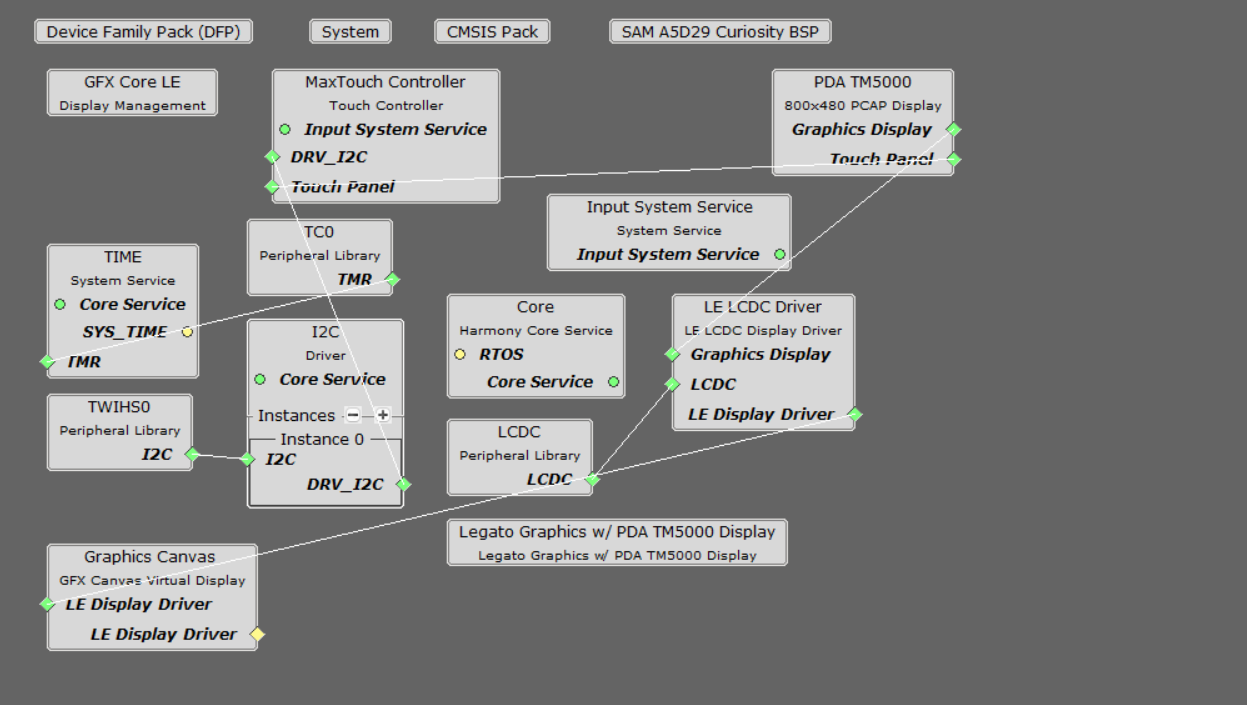 Device Family Pack (DFP)
System
CMSIS Pack
SAM A5D29 Curiosity BSP
GFX Core LE
Display Management
MaxTouch Controller
Touch Controller
Input System Service
DRV_I2C
Touch Panel
PDA TM5000
800x480 PCAP Display
Graphics Display
Touch Panel
Input System Service
System Service
Input System Service
TC0
Peripheral Library
TMR
TIME
System Service
Core Service
SYS_TIME
TMR
I2C
Driver
Core Service
Instances
Instance 0
I2C
DRV_I2C
Core
Harmony Core Service
RTOS
Core Service
LE LCDC Driver
LE LCDC Display Driver
Graphics Display
LCDC
LE Display Driver
TWIHS0
Peripheral Library
I2C
LCDC
Peripheral Library
LCDC
Legato Graphics w/ PDA TM5000 Display
Legato Graphics w/ PDA TM5000 Display
Graphics Canvas
GFX Canvas Virtual Display
LE Display Driver
LE Display Driver